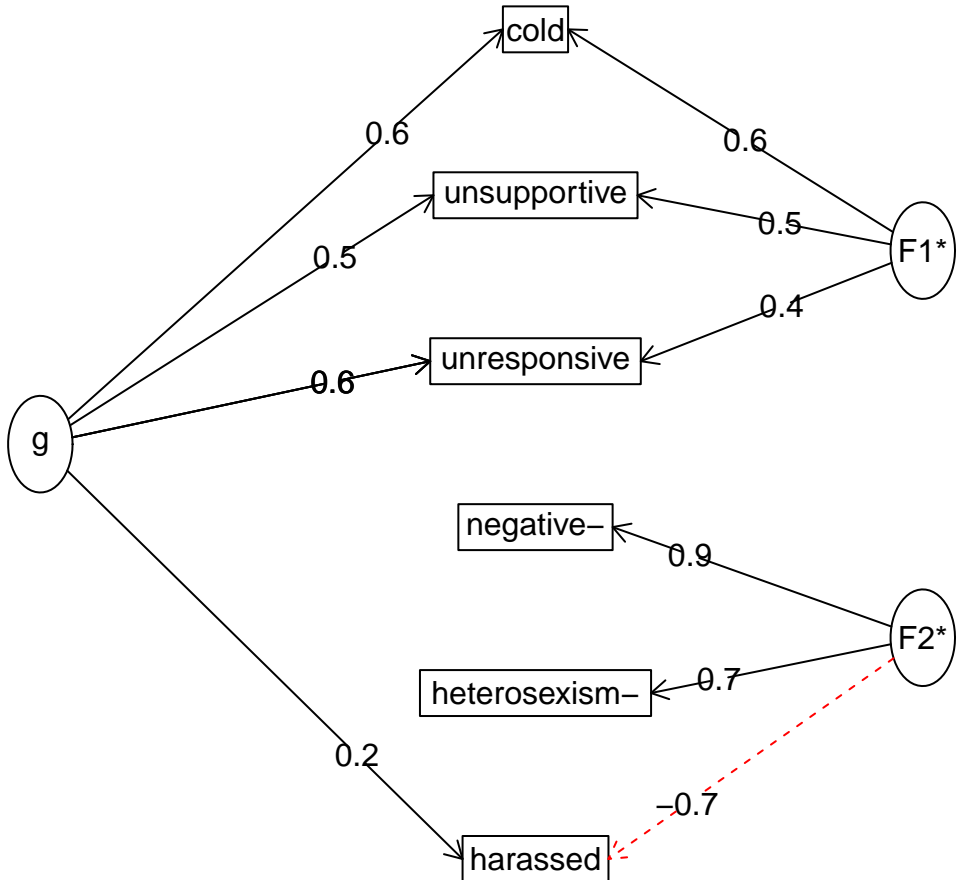 cold
0.6
0.6
unsupportive
0.5
F1*
0.5
0.4
unresponsive
0.6
g
negative–
0.9
F2*
0.7
heterosexism–
0.2
–0.7
harassed